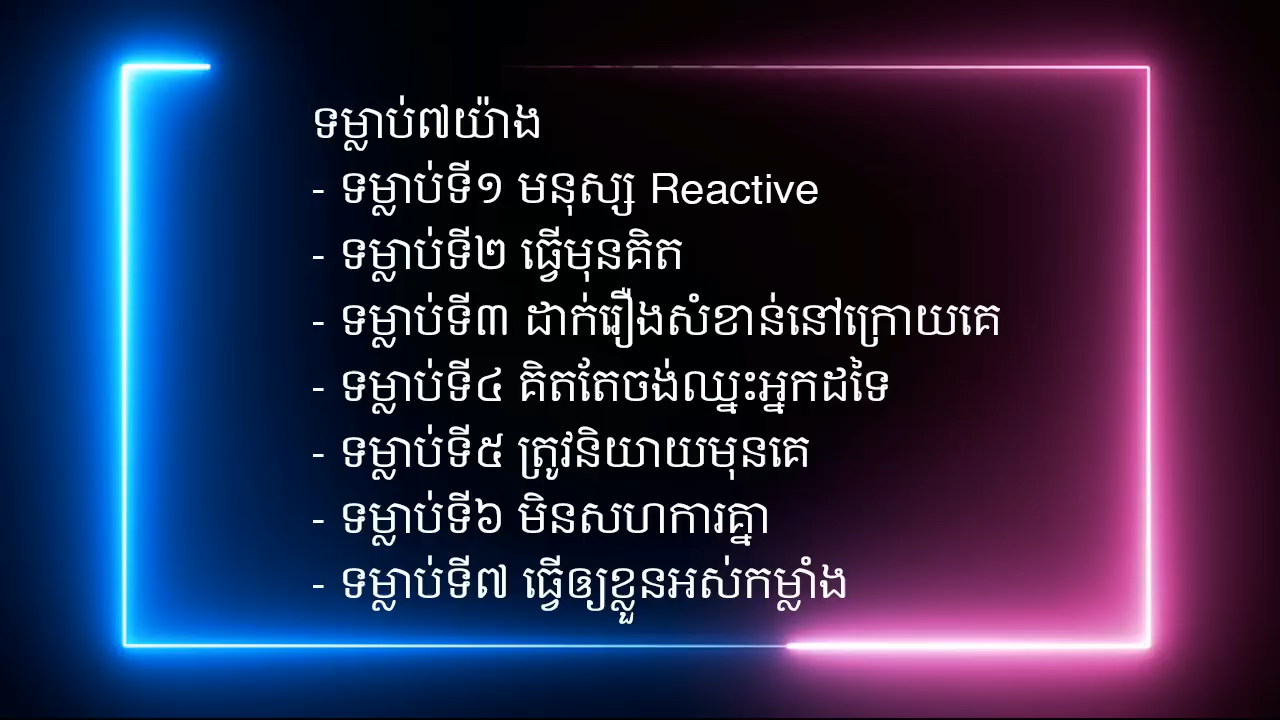 ទម្លាប់៧យ៉ាង
- ទម្លាប់ទី១ មនុស្ស Reactive
- ទម្លាប់ទី២ ធ្វើមុនគិត
- ទម្លាប់ទី៣ ដាក់រឿងសំខាន់នៅក្រោយគេ
- ទម្លាប់ទី៤ គិតតែចង់ឈ្នះអ្នកដទៃ
- ទម្លាប់ទី៥ ត្រូវនិយាយមុនគេ
- ទម្លាប់ទី៦ មិនសហការគ្នា
- ទម្លាប់ទី៧ ធ្វើឲ្យខ្លួនអស់កម្លាំង